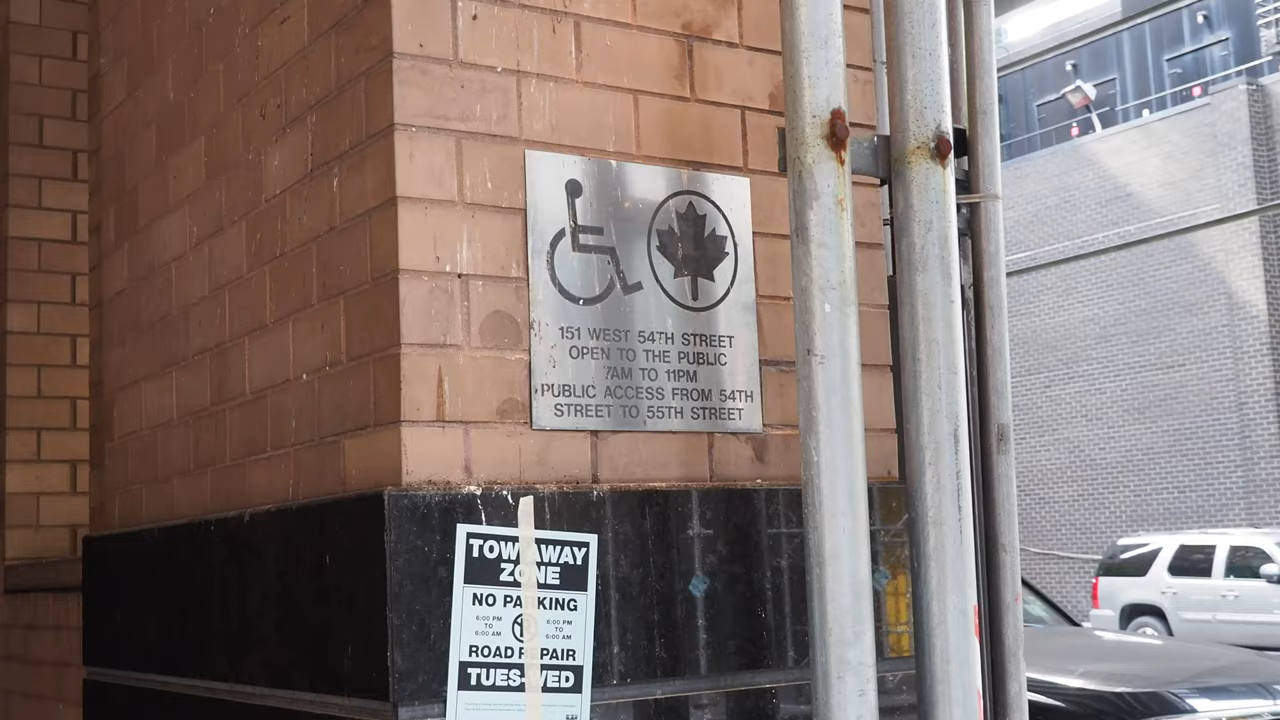 151 WEST 54TH STREET
OPEN TO THE PUBLIC
7AM TO 11PM
PUBLIC ACCESS FROM 54TH
STREET TO 55TH STREET
TOW AWAY
ZONE
NO PARKING
6:00 PM
TO
6:00 AM
6:00 PM
TO
6:00 AM
ROAD REPAIR
TUES-WED